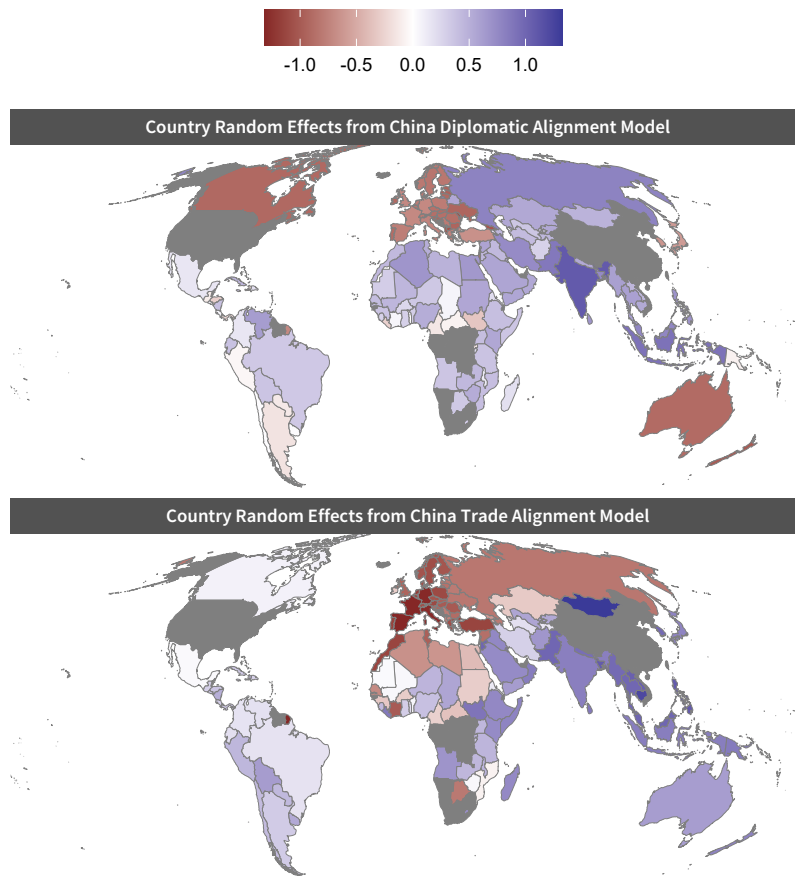 -1.0 -0.5 0.0 0.5 1.0
Country Random Effects from China Diplomatic Alignment Model
Country Random Effects from China Trade Alignment Model